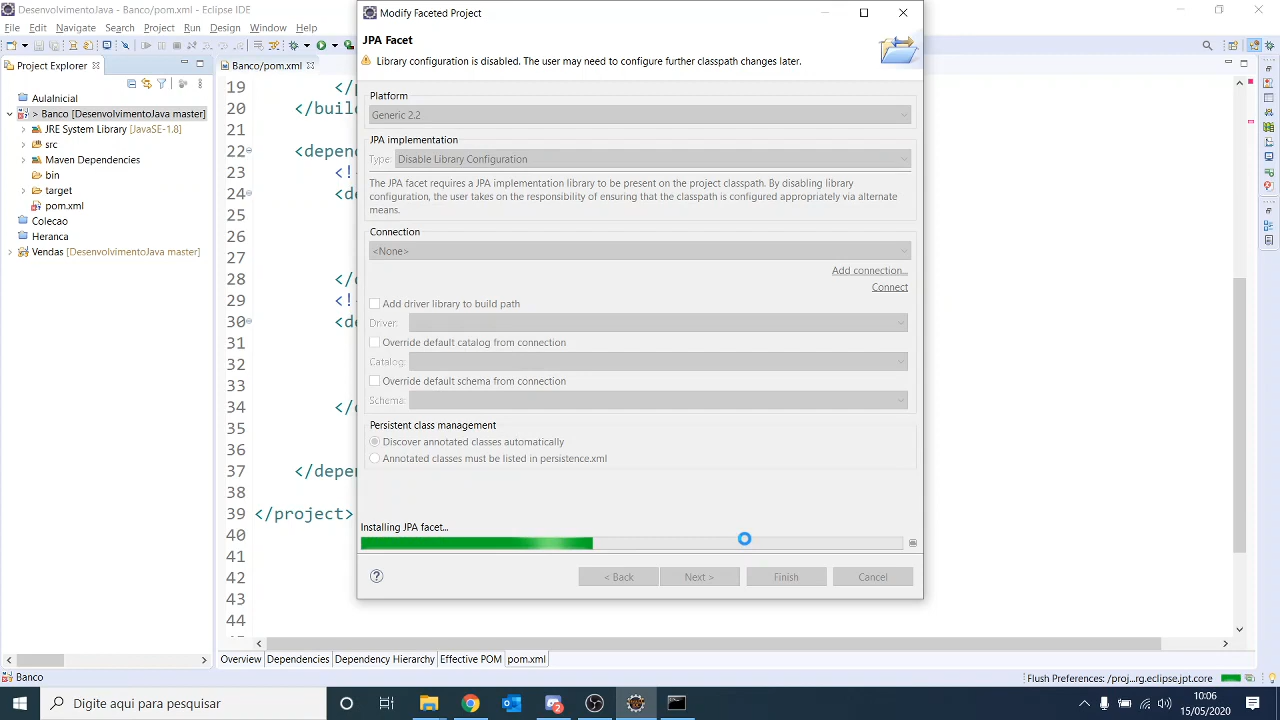 DesenvolvimentoJava - Banco/pom.xml - Eclipse IDE
File Edit Navigate Search Project Run Design Window Help
Project Explorer
Banco/pom.xml
AulaInicial
> Banco [DesenvolvimentoJava master]
JRE System Library [JavaSE-1.8]
src
Maven Dependencies
bin
target
pom.xml
Colecao
Heranca
Vendas [DesenvolvimentoJava master]
19 </p
20 </buil
21
22 <depen
23 <!-
24 <de
25
26
27
28 </d
29 <!-
30 <de
31
32
33
34 </d
35
36
37 </depe
38
39 </project>
40
41
42
43
44
Modify Faceted Project
JPA Facet
Library configuration is disabled. The user may need to configure further classpath changes later.
Platform
Generic 2.2
JPA implementation
Type: Disable Library Configuration
The JPA facet requires a JPA implementation library to be present on the project classpath. By disabling library
configuration, the user takes on the responsibility of ensuring that the classpath is configured appropriately via alternate
means.
Connection
<None>
Add connection...
Connect
Add driver library to build path
Driver:
Override default catalog from connection
Catalog:
Override default schema from connection
Schema:
Persistent class management
Discover annotated classes automatically
Annotated classes must be listed in persistence.xml
Installing JPA facet...
< Back Next > Finish Cancel
Overview Dependencies Dependency Hierarchy Effective POM pom.xml
Banco
Flush Preferences: /proj...rg.eclipse.jpt.core
Digite aqui para pesquisar
10:06
15/05/2020